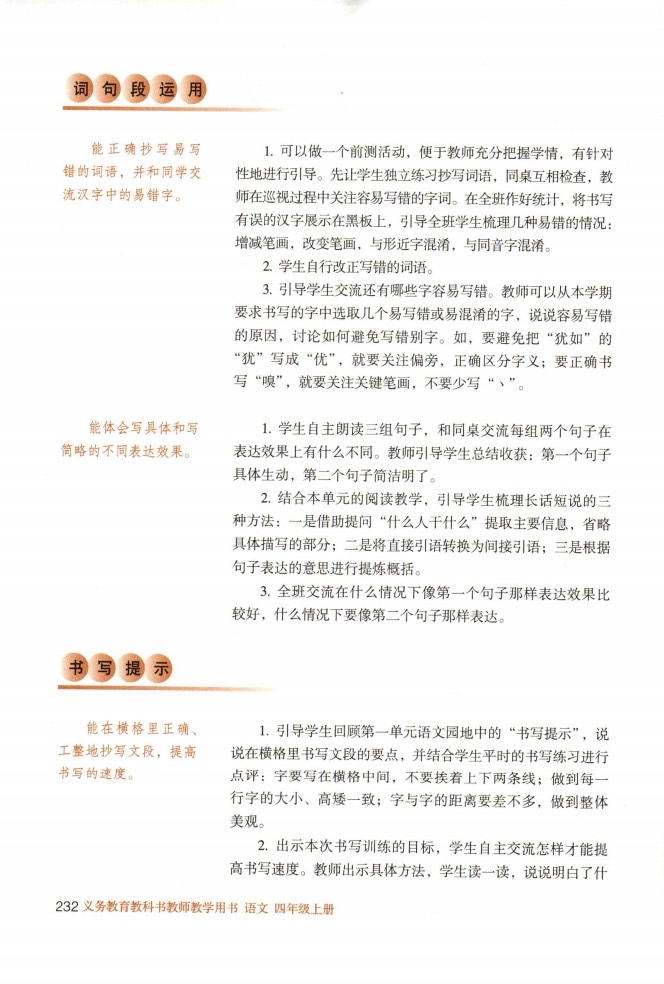 词句段运用
能正确抄写易写
错的词语，并和同学交
流汉字中的易错字。
1. 可以做一个前测活动，便于教师充分把握学情，有针对
性地进行引导。先让学生独立练习抄写词语，同桌互相检查，教
师在巡视过程中关注容易写错的字词。在全班作好统计，将书写
有误的汉字展示在黑板上，引导全班学生梳理几种易错的情况：
增减笔画，改变笔画，与形近字混淆，与同音字混淆。
2. 学生自行改正写错的词语。
3. 引导学生交流还有哪些字容易写错。教师可以从本学期
要求书写的字中选取几个易写错或易混淆的字，说说容易写错
的原因，讨论如何避免写错别字。如，要避免把“犹如”的
“犹”写成“优”，就要关注偏旁，正确区分字义；要正确书
写“嗅”，就要关注关键笔画，不要少写“丶”。
能体会写具体和写
简略的不同表达效果。
1. 学生自主朗读三组句子，和同桌交流每组两个句子在
表达效果上有什么不同。教师引导学生总结收获：第一个句子
具体生动，第二个句子简洁明了。
2. 结合本单元的阅读教学，引导学生梳理长话短说的三
种方法：一是借助提问“什么人干什么”提取主要信息，省略
具体描写的部分；二是将直接引语转换为间接引语；三是根据
句子表达的意思进行提炼概括。
3. 全班交流在什么情况下像第一个句子那样表达效果比
较好，什么情况下要像第二个句子那样表达。
书写提示
能在横格里正确、
工整地抄写文段，提高
书写的速度。
1. 引导学生回顾第一单元语文园地中的“书写提示”，说
说在横格里书写文段的要点，并结合学生平时的书写练习进行
点评：字要写在横格中间，不要挨着上下两条线；做到每一
行字的大小、高矮一致；字与字的距离要差不多，做到整体
美观。
2. 出示本次书写训练的目标，学生自主交流怎样才能提
高书写速度。教师出示具体方法，学生读一读，说说明白了什
232 义务教育教科书教师教学用书 语文 四年级上册